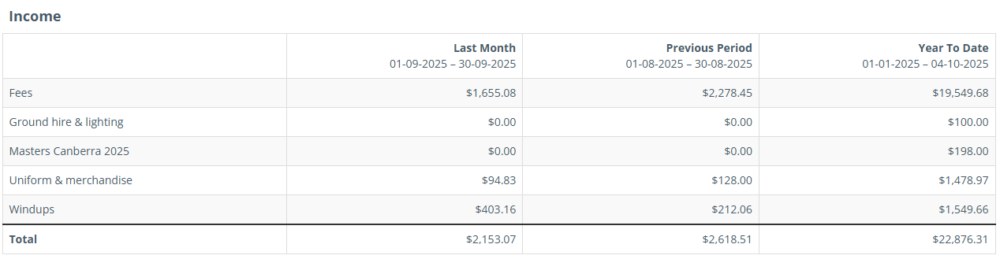 Income
Last Month Previous Period Year To Date
01-09-2025 – 30-09-2025 01-08-2025 – 30-08-2025 01-01-2025 – 04-10-2025
Fees $1,655.08 $2,278.45 $19,549.68
Ground hire & lighting $0.00 $0.00 $100.00
Masters Canberra 2025 $0.00 $0.00 $198.00
Uniform & merchandise $94.83 $128.00 $1,478.97
Windups $403.16 $212.06 $1,549.66
Total $2,153.07 $2,618.51 $22,876.31